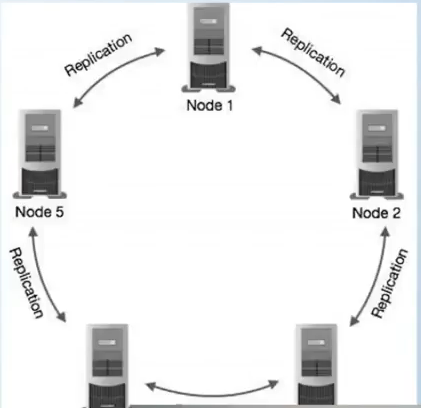 Replication
Replication
Node 1
Node 5
Node 2
Replication
Replication